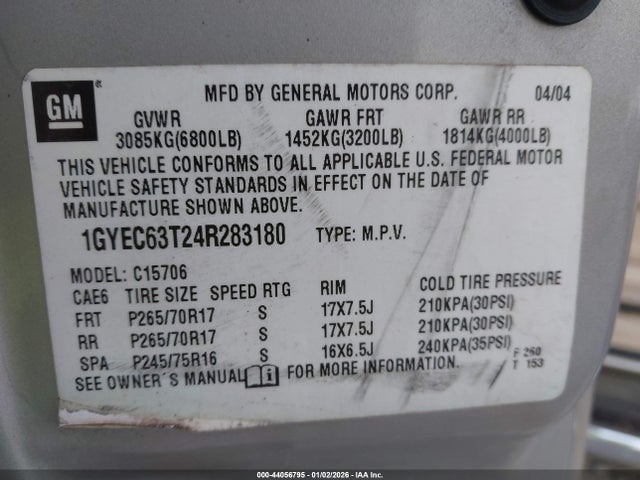 GM
MFD BY GENERAL MOTORS CORP. 04/04
GVWR GAWR FRT GAWR RR
3085KG(6800LB) 1452KG(3200LB) 1814KG(4000LB)
THIS VEHICLE CONFORMS TO ALL APPLICABLE U.S. FEDERAL MOTOR
VEHICLE SAFETY STANDARDS IN EFFECT ON THE DATE OF
MANUFACTURE SHOWN ABOVE.
1GYEC63T24R283180 TYPE: M.P.V.
MODEL: C15706
CAE6 TIRE SIZE SPEED RTG RIM COLD TIRE PRESSURE
FRT P265/70R17 S 17X7.5J 210KPA(30PSI)
RR P265/70R17 S 17X7.5J 210KPA(30PSI)
SPA P245/75R16 S 16X6.5J 240KPA(35PSI)
SEE OWNER'S MANUAL i FOR MORE INFORMATION.
F 260
T 153
000-44056795 - 01/02/2026 - IAA Inc.